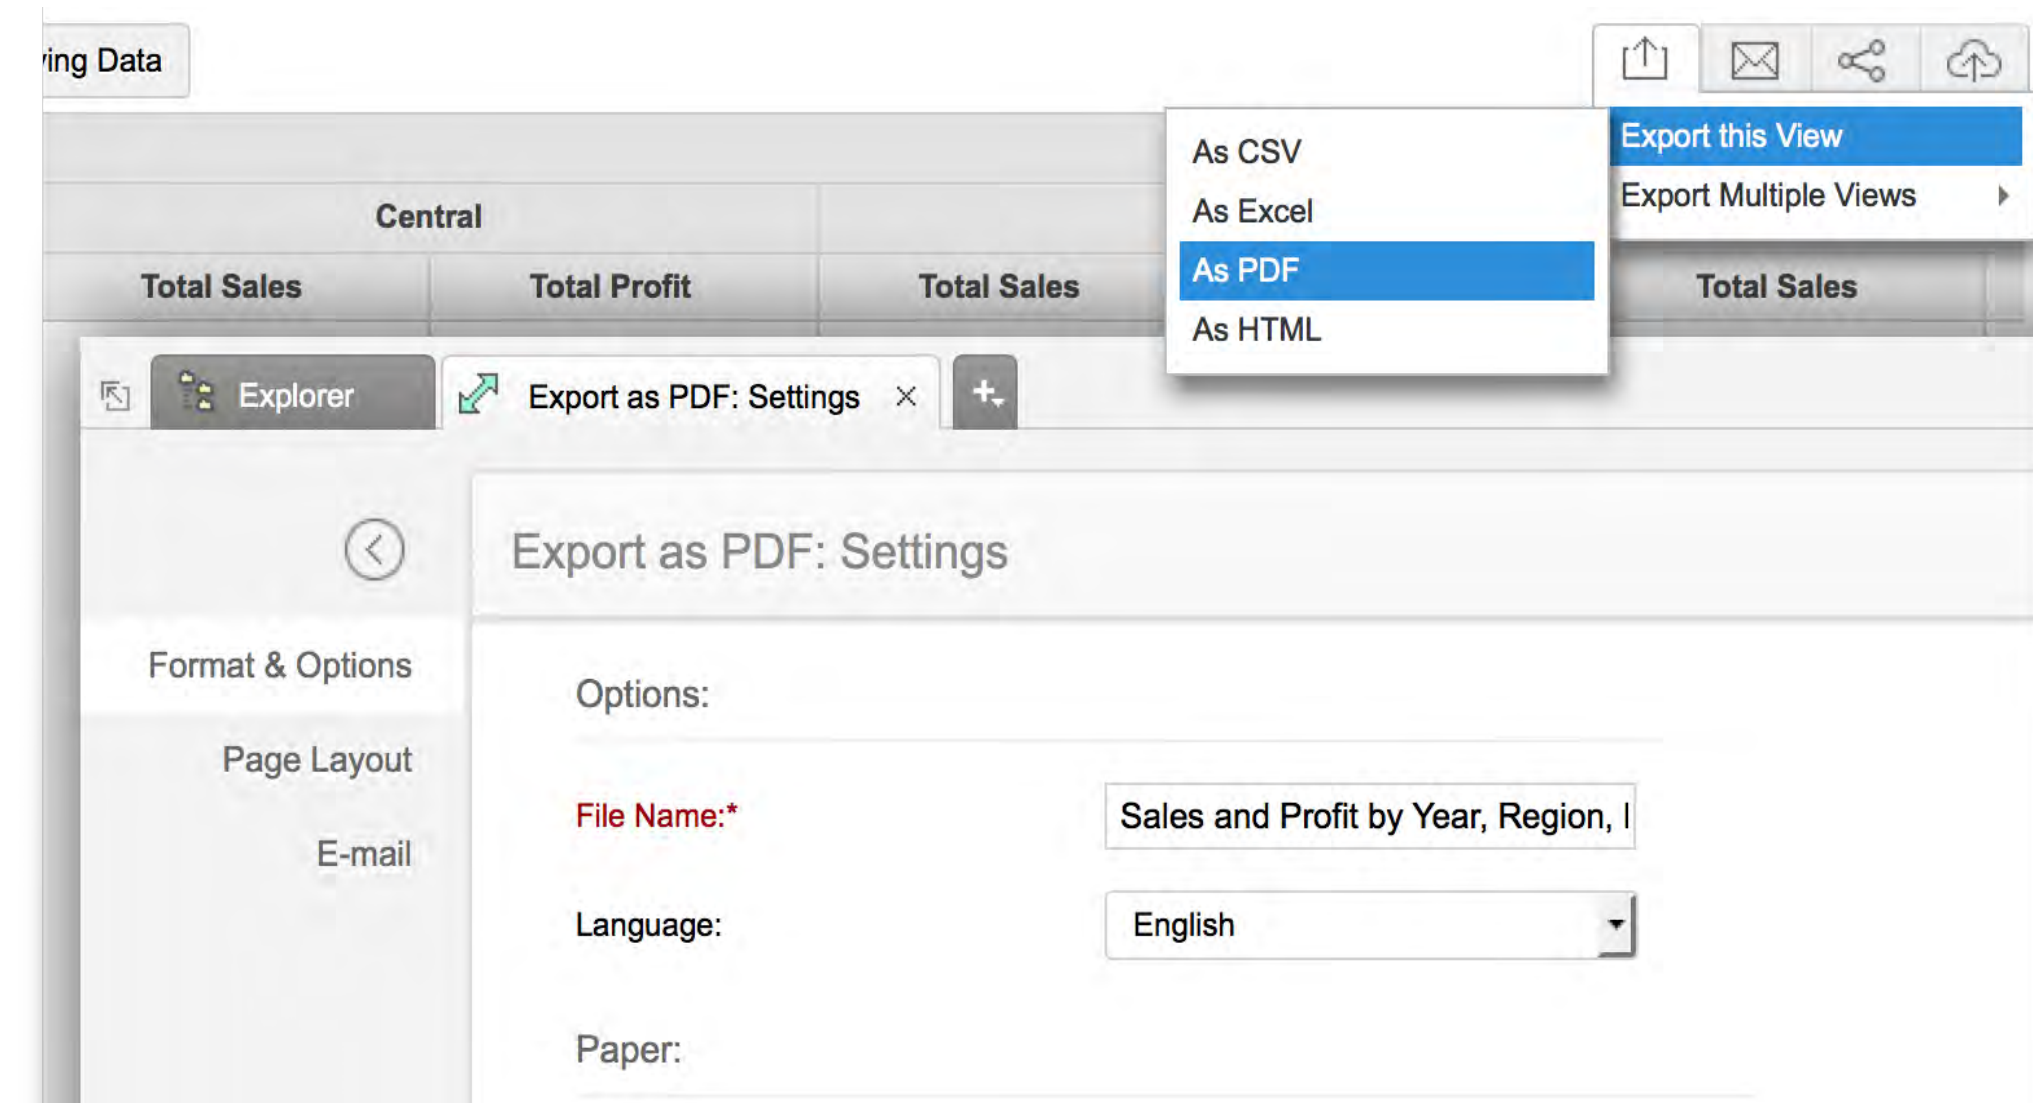 ving Data
Export this View
Export Multiple Views
As CSV
As Excel
As PDF
As HTML
Central
Total Sales
Total Profit
Total Sales
Total Sales
Explorer
Export as PDF: Settings
Export as PDF: Settings
Format & Options
Page Layout
E-mail
Options:
File Name:*
Sales and Profit by Year, Region,
Language:
English
Paper: